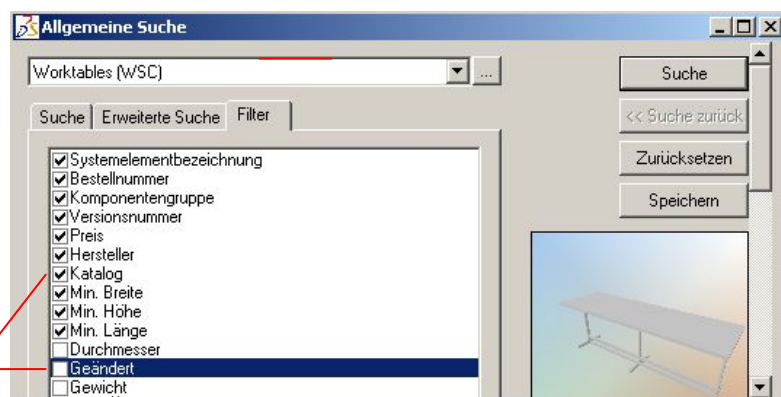 Allgemeine Suche
Worktables (WSC)
...
Suche
Erweiterte Suche
Filter
Systemelementbezeichnung
Bestellnummer
Komponentengruppe
Versionsnummer
Preis
Hersteller
Katalog
Min. Breite
Min. Höhe
Min. Länge
Durchmesser
Geändert
Gewicht
Suche
<< Suche zurück
Zurücksetzen
Speichern